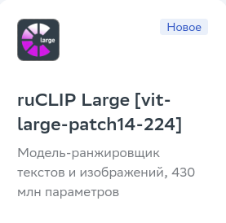 large
Новое
ruCLIP Large [vit-
large-patch14-224]
Модель-ранжировщик
текстов и изображений, 430
млн параметров